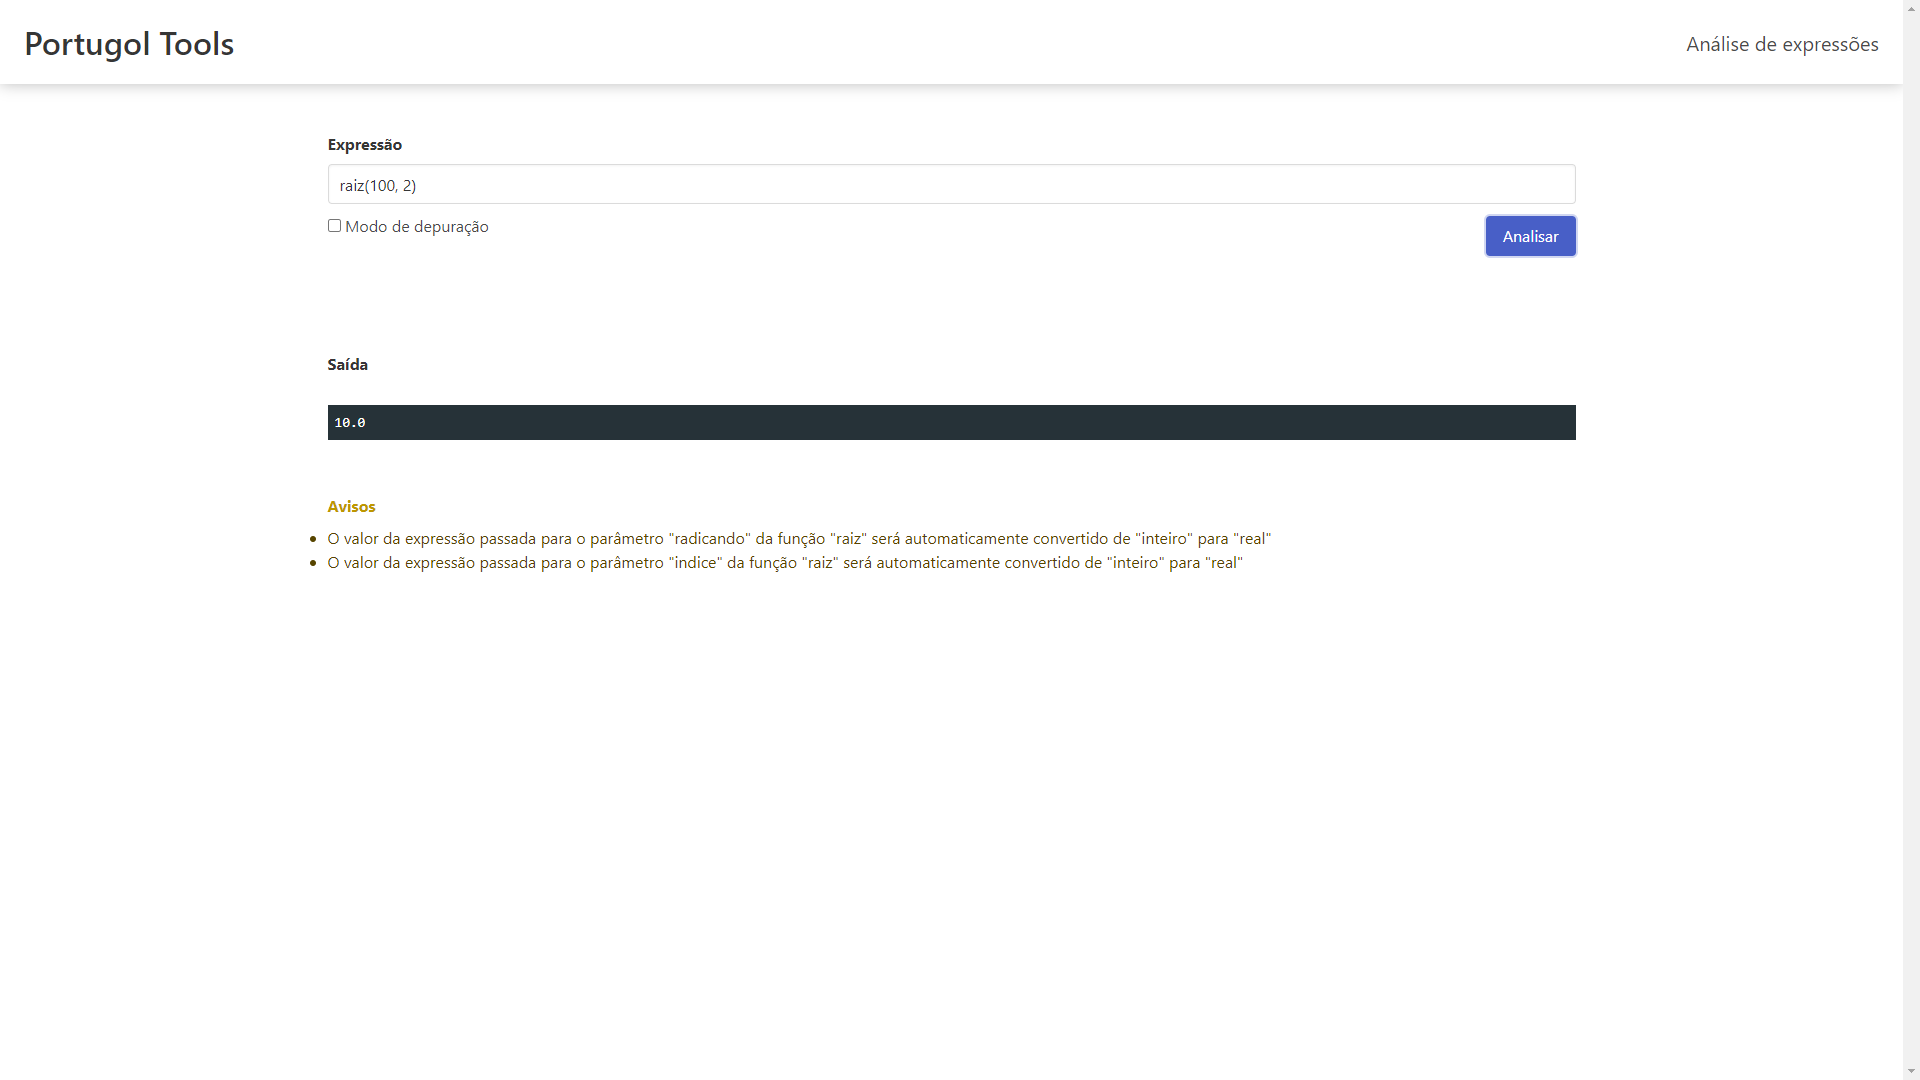 Portugol Tools
Análise de expressões
Expressão
raiz(100, 2)
Modo de depuração
Analisar
Saída
10.0
Avisos
O valor da expressão passada para o parâmetro "radicando" da função "raiz" será automaticamente convertido de "inteiro" para "real"
O valor da expressão passada para o parâmetro "indice" da função "raiz" será automaticamente convertido de "inteiro" para "real"